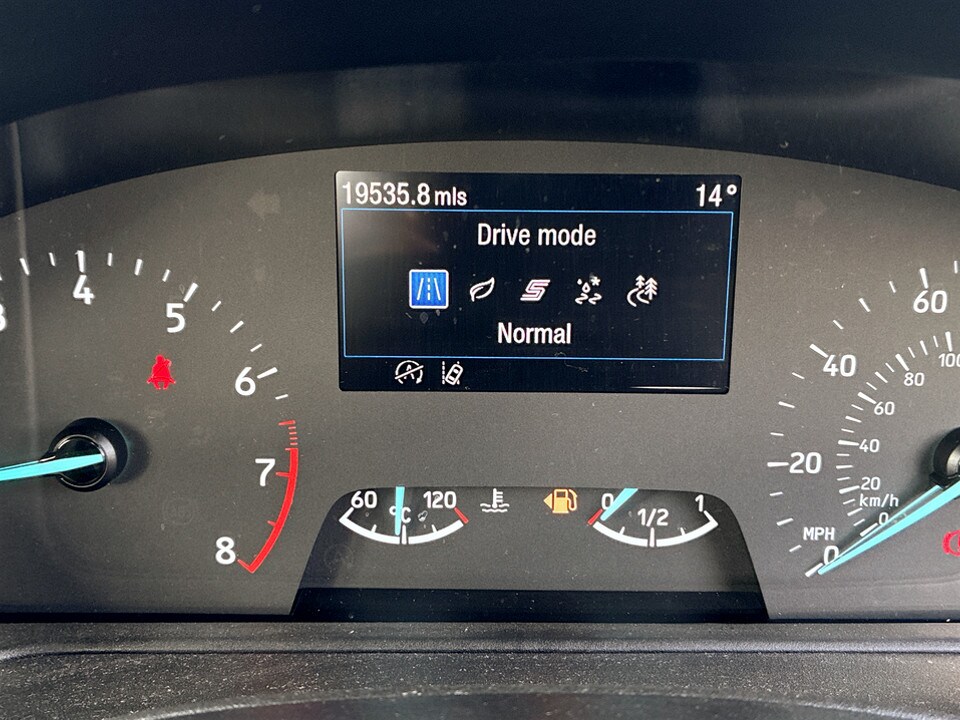 19535.8 mls 14°
Drive mode
Normal
3 4 5 6 7 8
60 °C 120
0 1/2 1
MPH
0 20 40 60
km/h
0 20 40 60 80 100